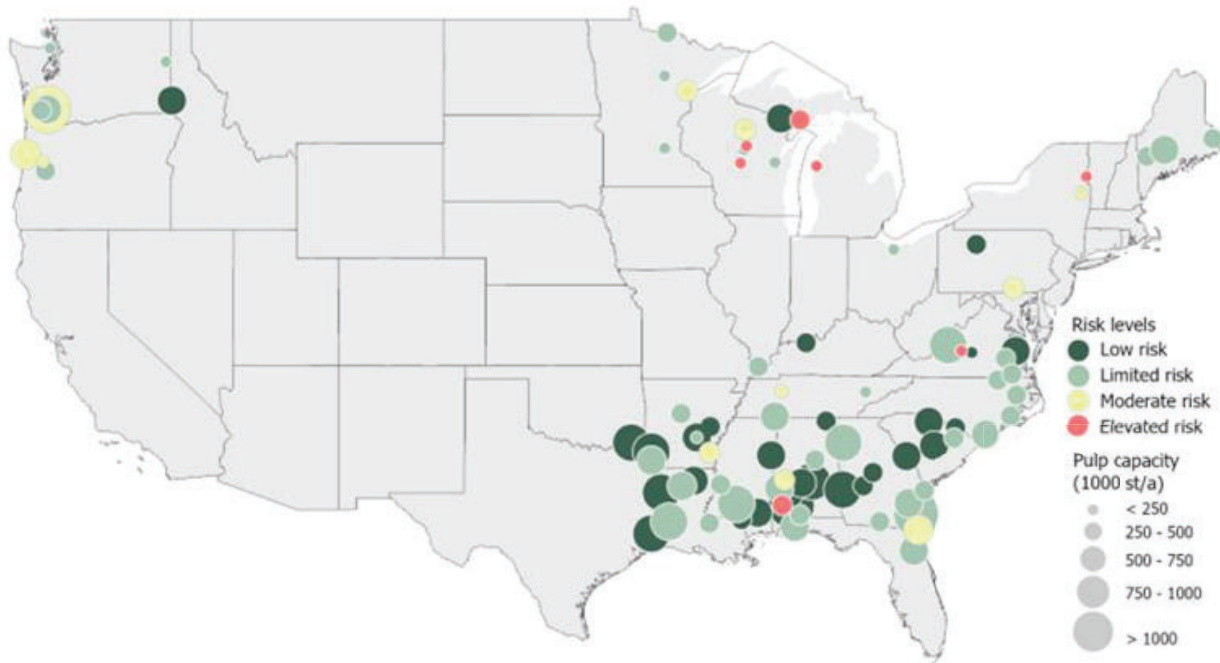 Risk levels
Low risk
Limited risk
Moderate risk
Elevated risk
Pulp capacity
(1000 st/a)
< 250
250 - 500
500 - 750
750 - 1000
> 1000